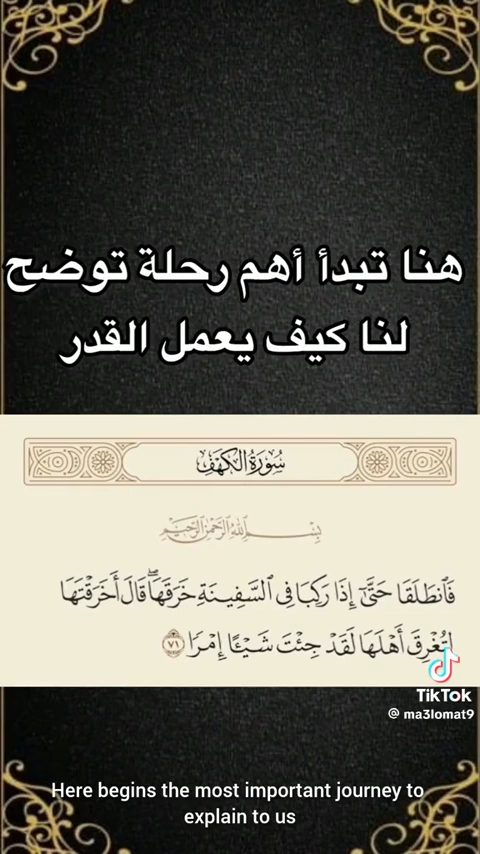 هنا تبدأ أهم رحلة توضح
لنا كيف يعمل القدر
سُورَةُ الكَهْفِ
بِسْمِ اللَّهِ الرَّحْمَٰنِ الرَّحِيمِ
فَٱنطَلَقَا حَتَّىٰٓ إِذَا رَكِبَا فِي ٱلسَّفِينَةِ خَرَقَهَاۖ قَالَ أَخَرَقْتَهَا
لِتُغْرِقَ أَهْلَهَا لَقَدْ جِئْتَ شَيْـًٔا إِمْرًا ٧١
TikTok
@ ma3lomat9
Here begins the most important journey to
explain to us